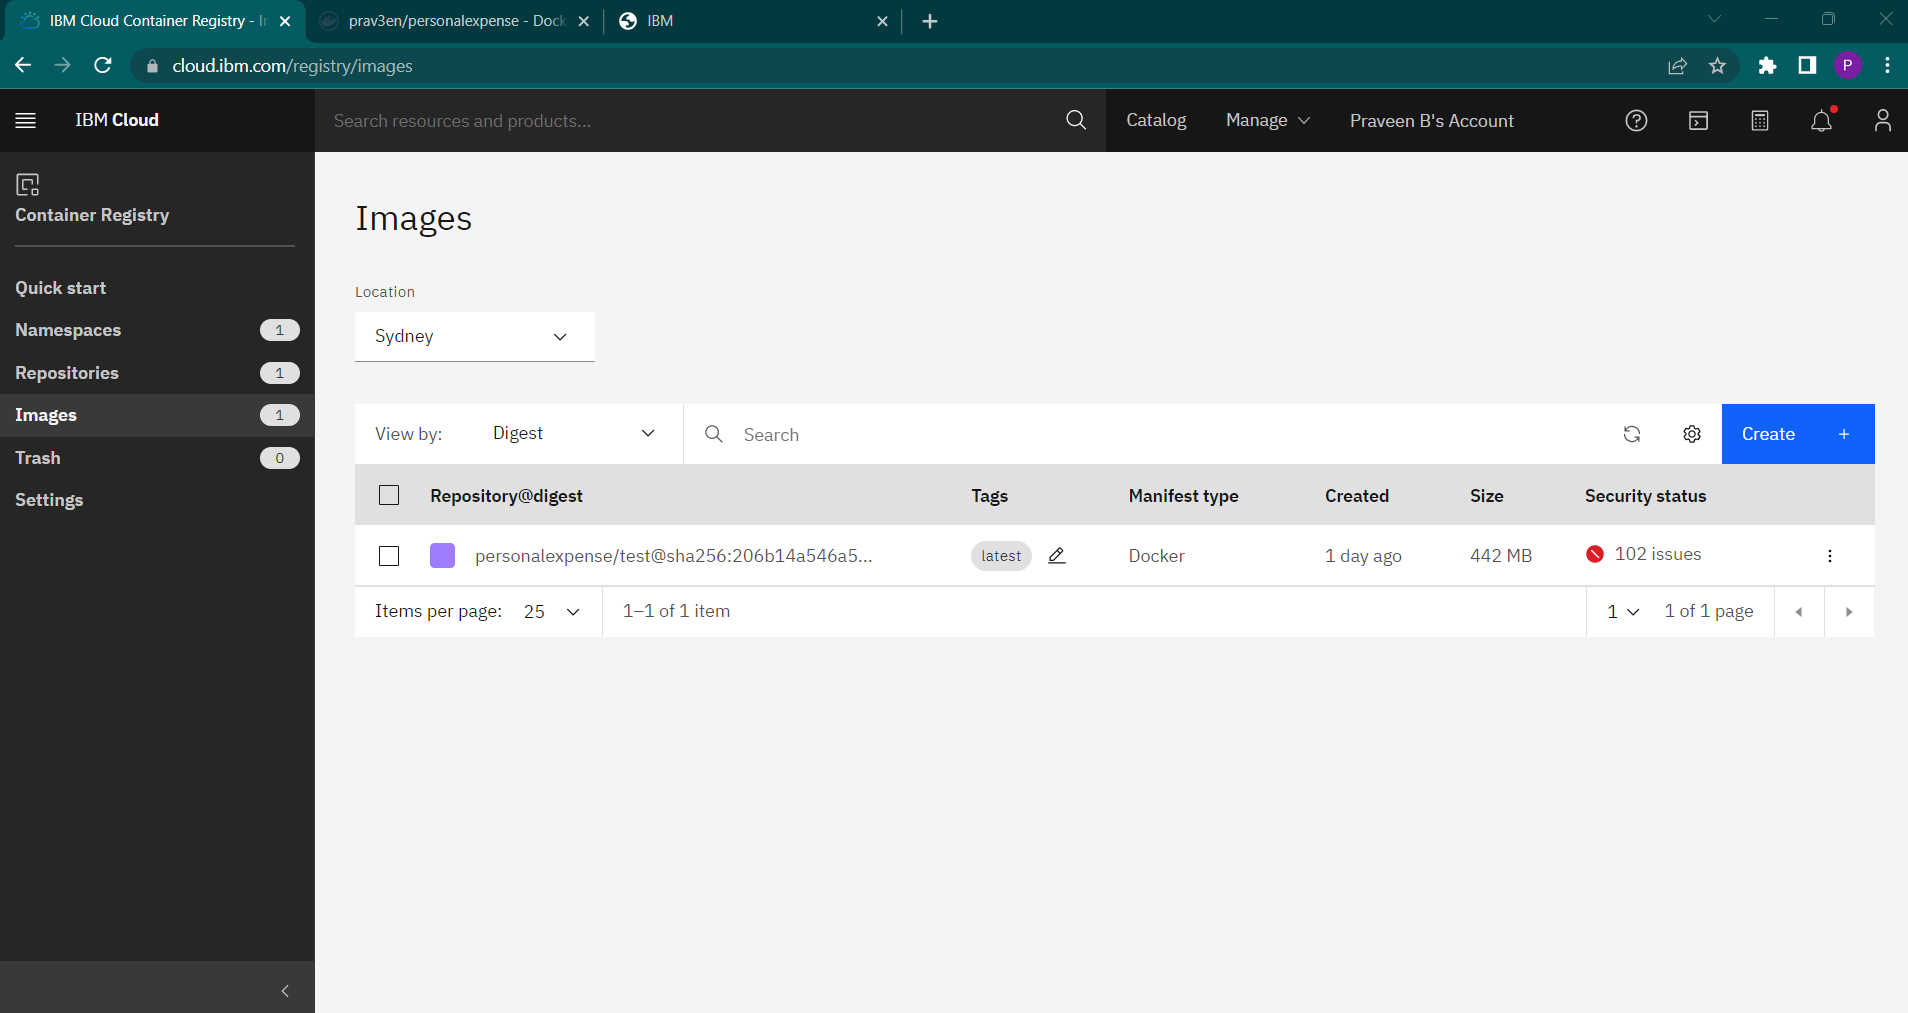 IBM Cloud Container Registry - I
prav3en/personalexpense - Dock
IBM
cloud.ibm.com/registry/images
P
IBM Cloud
Search resources and products...
Catalog
Manage
Praveen B's Account
Container Registry
Quick start
Namespaces 1
Repositories 1
Images 1
Trash 0
Settings
Images
Location
Sydney
View by: Digest
Search
Create +
Repository@digest Tags Manifest type Created Size Security status
personalexpense/test@sha256:206b14a546a5... latest Docker 1 day ago 442 MB 102 issues
Items per page: 25 1–1 of 1 item 1 1 of 1 page